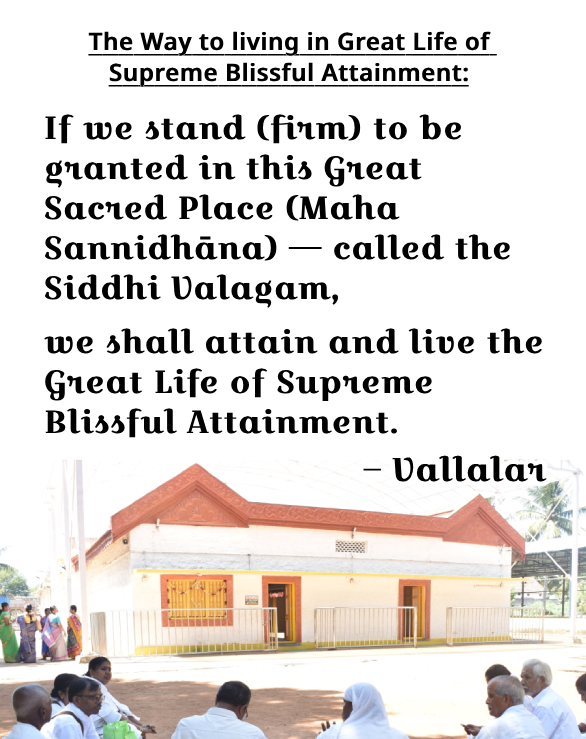 The Way to living in Great Life of
Supreme Blissful Attainment:
If we stand (firm) to be
granted in this Great
Sacred Place (Maha
Sannidhāna) — called the
Siddhi Valagam,
we shall attain and live the
Great Life of Supreme
Blissful Attainment.
– Vallalar